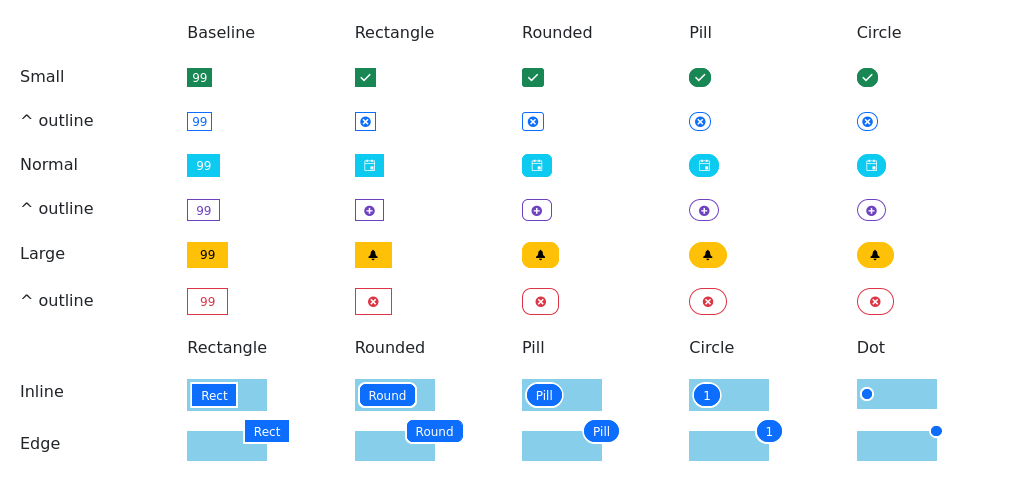 Baseline Rectangle Rounded Pill Circle
Small 99
^ outline 99
Normal 99
^ outline 99
Large 99
^ outline 99
Rectangle Rounded Pill Circle Dot
Inline Rect Round Pill 1
Edge Rect Round Pill 1